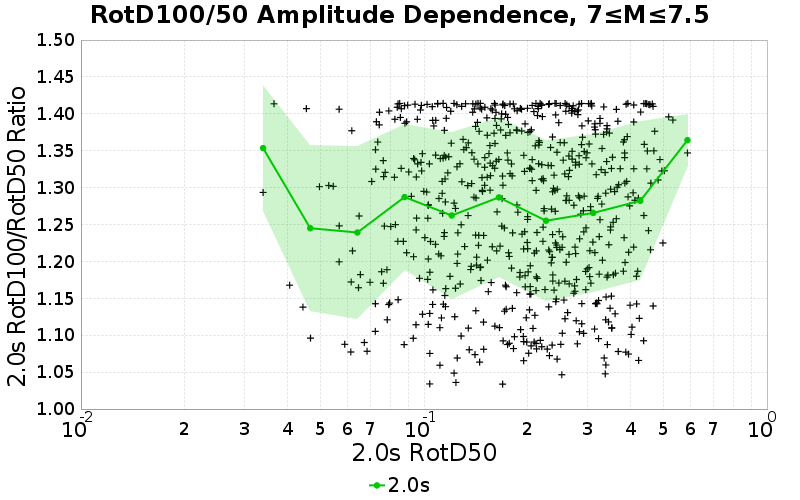 RotD100/50 Amplitude Dependence, 7≤M≤7.5
2.0s RotD100/RotD50 Ratio
1.50
1.45
1.40
1.35
1.30
1.25
1.20
1.15
1.10
1.05
1.00
10-2 2 3 4 5 6 7 10-1 2 3 4 5 6 7 100
2.0s RotD50
2.0s